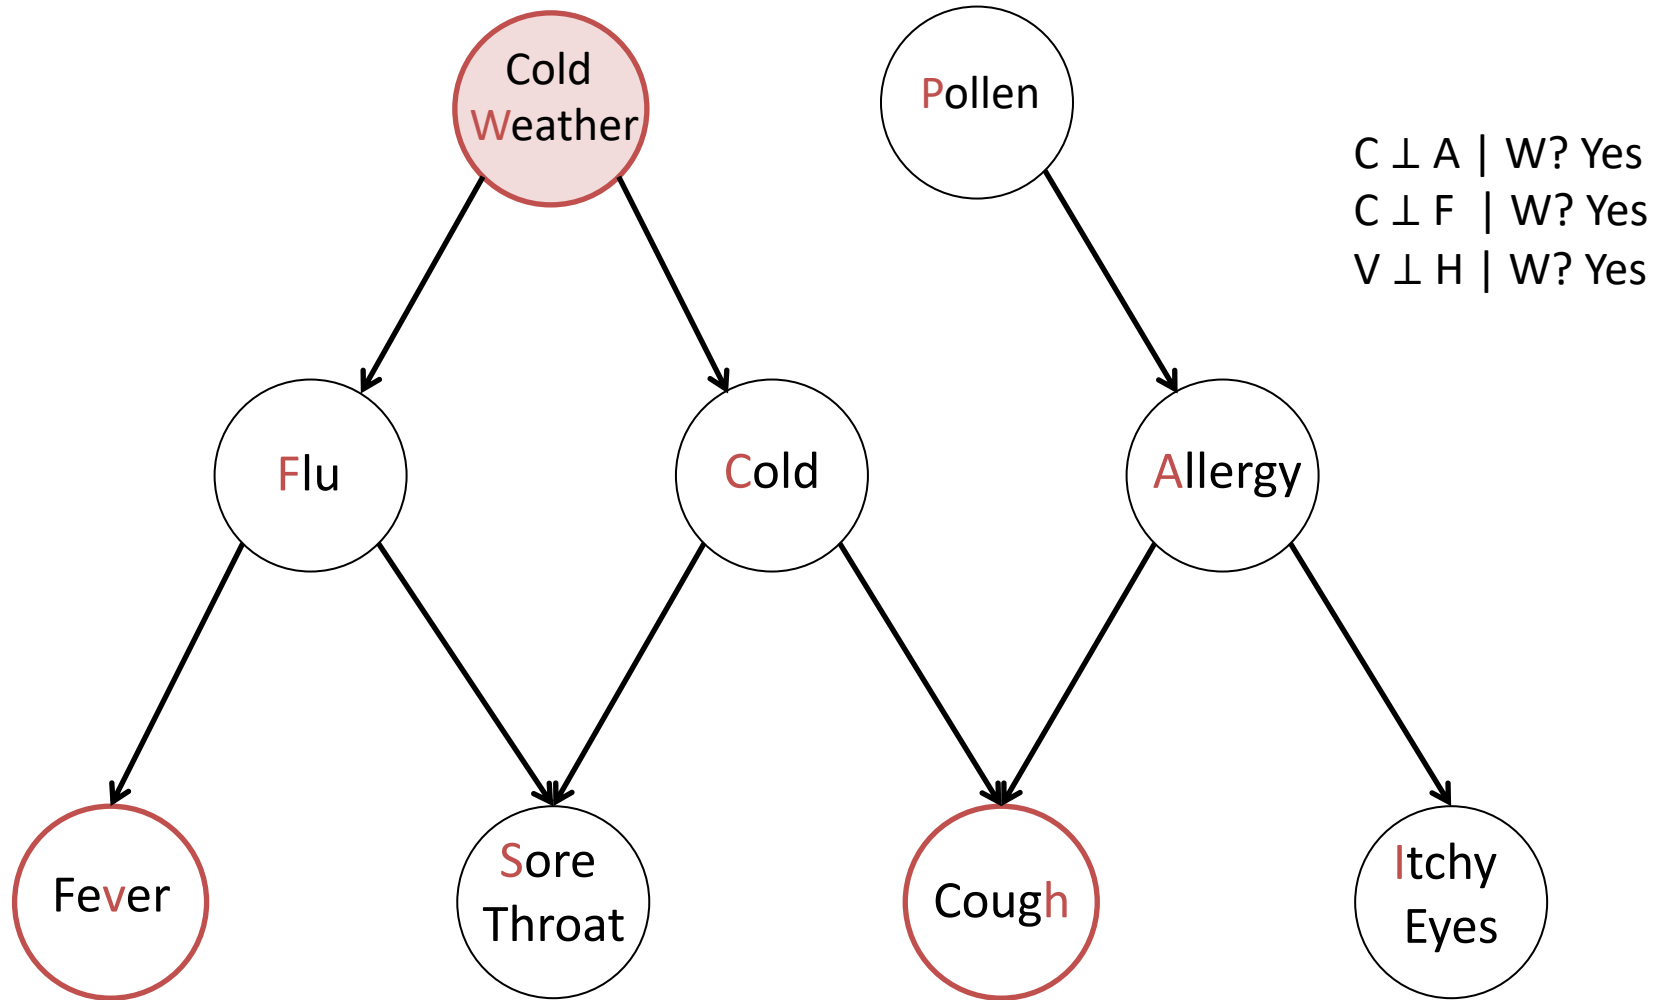 Cold
Weather
Pollen
C ⊥ A | W? Yes
C ⊥ F | W? Yes
V ⊥ H | W? Yes
Flu
Cold
Allergy
Fever
Sore
Throat
Cough
Itchy
Eyes